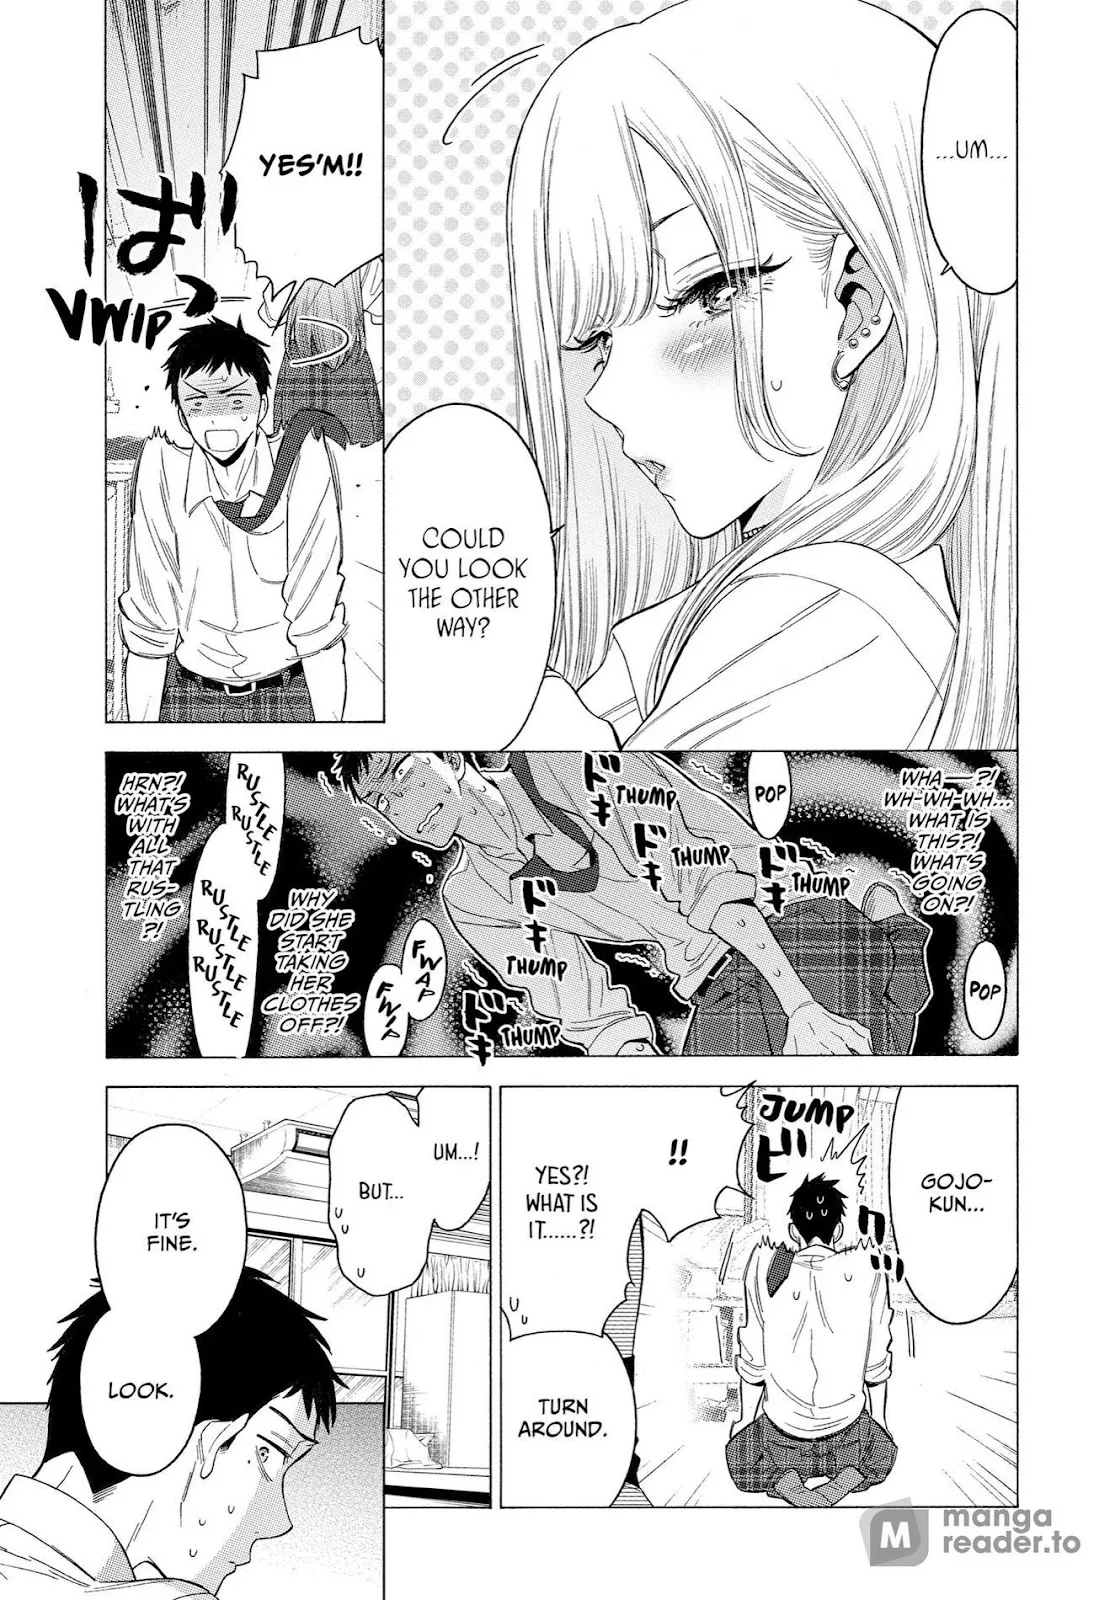 ...UM...
COULD
YOU LOOK
THE OTHER
WAY?
YES'M!!
ばっ
VWIP
WHA—?!
WH-WH-WH...
WHAT IS
THIS?!
WHAT'S
GOING
ON?!
POP
POP
ドキ
THUMP
ドキ
THUMP
ドキ
THUMP
ドキ
THUMP
ドキ
THUMP
FWAP
FWIP
WHY
DID SHE
START
TAKING
HER
CLOTHES
OFF?!
RUSTLE
RUSTLE
RUSTLE
RUSTLE
RUSTLE
HRN?!
WHAT'S
WITH
ALL
THAT
RUS-
TLING
?!
GOJO-
KUN...
JUMP
ビクッ
!!
YES?!
WHAT IS
IT......?!
TURN
AROUND.
UM...!
BUT...
IT'S
FINE.
LOOK.
M manga
reader.to